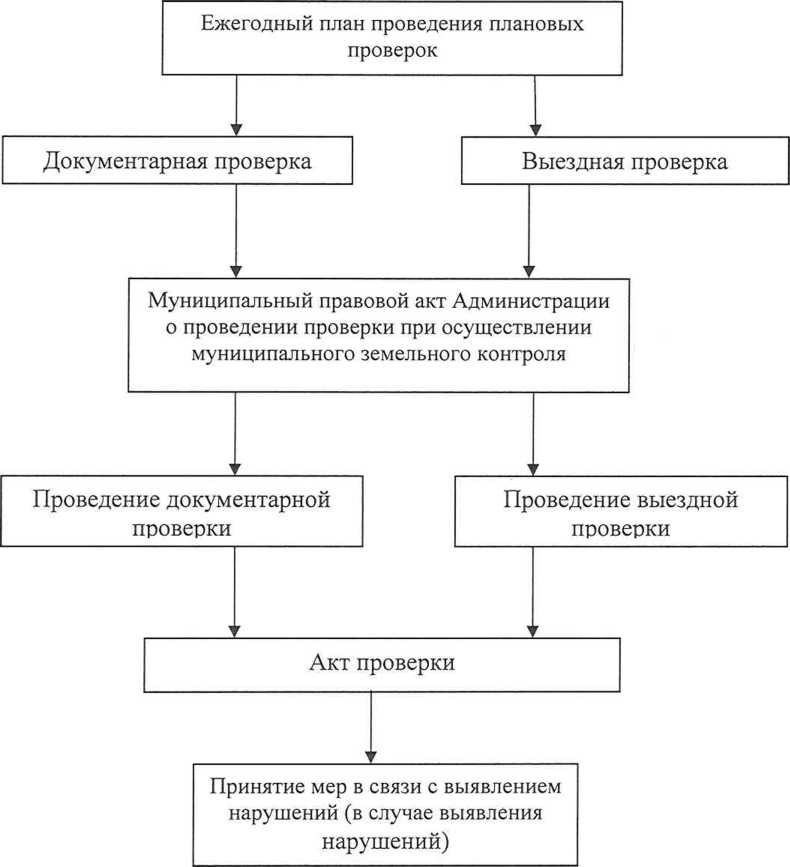 Ежегодный план проведения плановых
проверок
Документарная проверка
Выездная проверка
Муниципальный правовой акт Администрации
о проведении проверки при осуществлении
муниципального земельного контроля
Проведение документарной
проверки
Проведение выездной
проверки
Акт проверки
Принятие мер в связи с выявлением
нарушений (в случае выявления
нарушений)